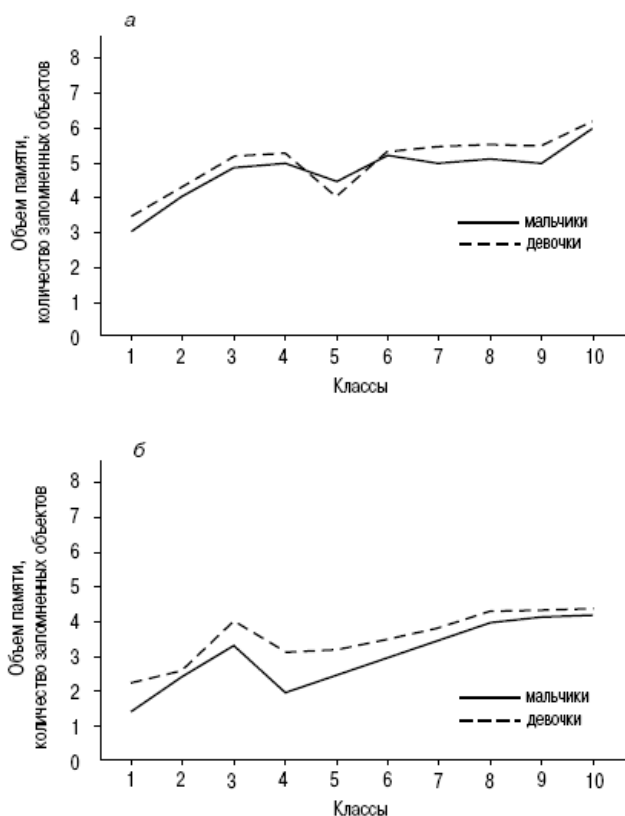 а
8
7
6
5
4
3
2
1
0
Объем памяти,
количество запомненных объектов
мальчики
девочки
1 2 3 4 5 6 7 8 9 10
Классы
б
8
7
6
5
4
3
2
1
0
Объем памяти,
количество запомненных объектов
мальчики
девочки
1 2 3 4 5 6 7 8 9 10
Классы